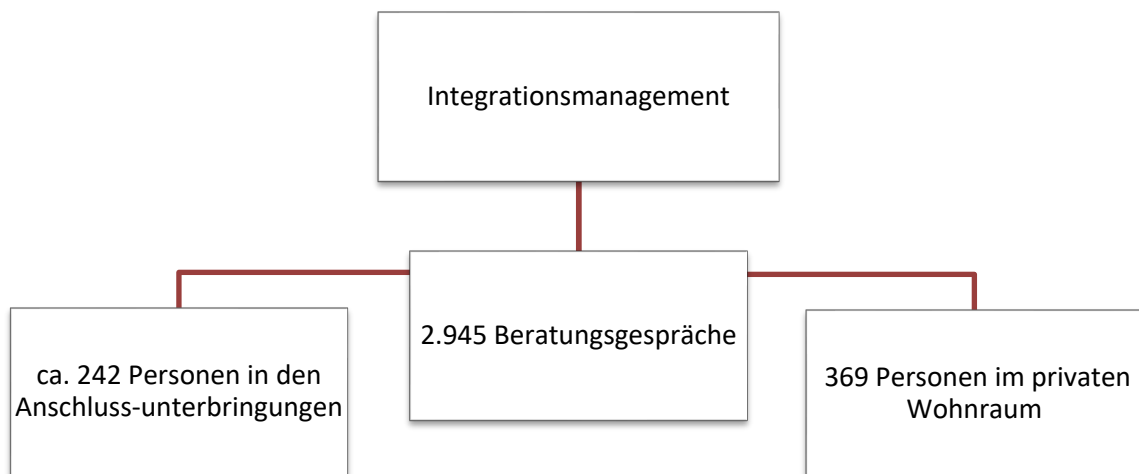 Integrationsmanagement
2.945 Beratungsgespräche
ca. 242 Personen in den
Anschluss-unterbringungen
369 Personen im privaten
Wohnraum